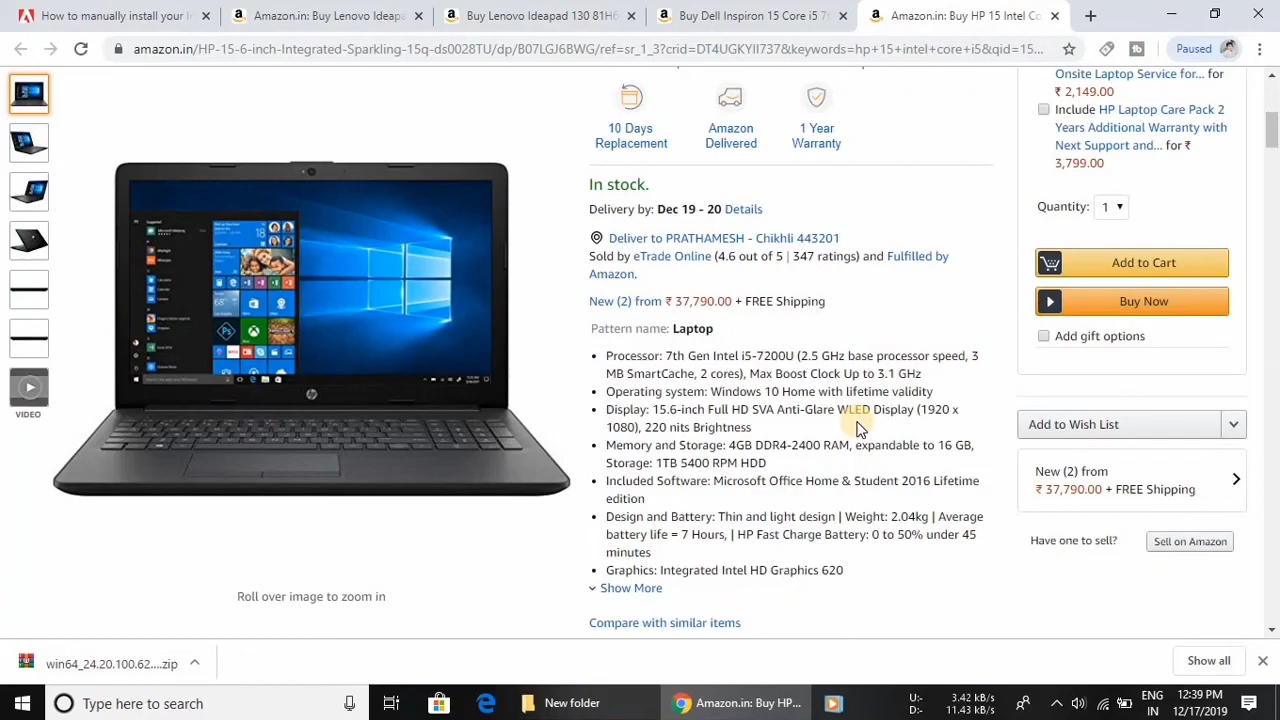 How to manually install your I
Amazon.in: Buy Lenovo Ideapad
Buy Lenovo Ideapad 130 81H6
Buy Dell Inspiron 15 Core i5 7t
Amazon.in: Buy HP 15 Intel Co
amazon.in/HP-15-6-inch-Integrated-Sparkling-15q-ds0028TU/dp/B07LGJ6BWG/ref=sr_1_3?crid=DT4UGKYII737&keywords=hp+15+intel+core+i5&qid=15...
Paused
Onsite Laptop Service for... for
₹ 2,149.00
Include HP Laptop Care Pack 2
Years Additional Warranty with
Next Support and... for ₹
3,799.00
10 Days
Replacement
Amazon
Delivered
1 Year
Warranty
In stock.
Delivery by: Dec 19 - 20 Details
Deliver to PRATHAMESH - Chikhli 443201
Sold by eTrade Online (4.6 out of 5 | 347 ratings) and Fulfilled by
Amazon.
New (2) from ₹ 37,790.00 + FREE Shipping
Pattern name: Laptop
Processor: 7th Gen Intel i5-7200U (2.5 GHz base processor speed, 3
MB SmartCache, 2 cores), Max Boost Clock Up to 3.1 GHz
Operating system: Windows 10 Home with lifetime validity
Display: 15.6-inch Full HD SVA Anti-Glare WLED Display (1920 x
1080), 220 nits Brightness
Memory and Storage: 4GB DDR4-2400 RAM, expandable to 16 GB,
Storage: 1TB 5400 RPM HDD
Included Software: Microsoft Office Home & Student 2016 Lifetime
edition
Design and Battery: Thin and light design | Weight: 2.04kg | Average
battery life = 7 Hours, | HP Fast Charge Battery: 0 to 50% under 45
minutes
Graphics: Integrated Intel HD Graphics 620
Show More
Compare with similar items
Quantity: 1
Add to Cart
Buy Now
Add gift options
Add to Wish List
New (2) from
₹ 37,790.00 + FREE Shipping
Have one to sell?
Sell on Amazon
VIDEO
Roll over image to zoom in
win64_24.20.100.62....zip
Show all
Type here to search
New folder
Amazon.in: Buy HP...
U:- 3.42 kB/s
D:- 11.43 kB/s
ENG
IN
12:39 PM
12/17/2019